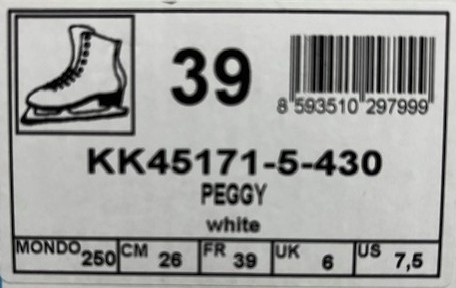 39
8 593510 297999
KK45171-5-430
PEGGY
white
MONDO 250 CM 26 FR 39 UK 6 US 7,5